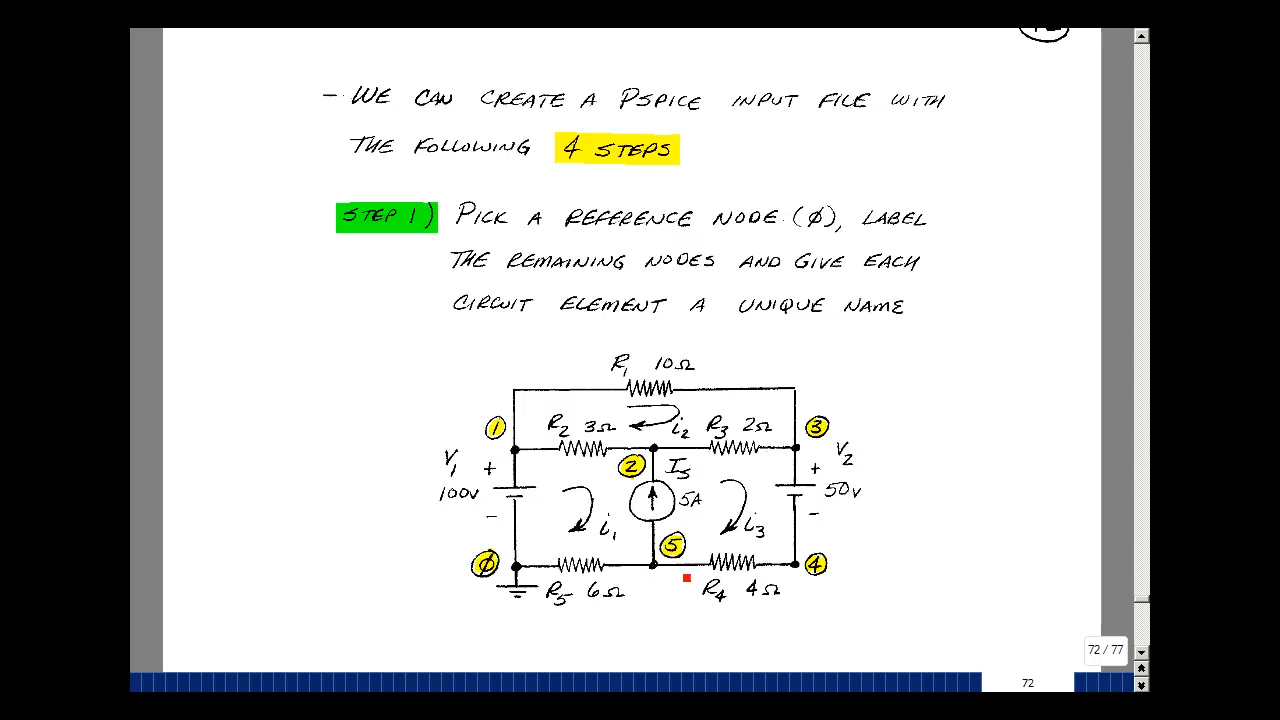 - WE CAN CREATE A PSPICE INPUT FILE WITH
THE FOLLOWING 4 STEPS
STEP 1) PICK A REFERENCE NODE (Ø), LABEL
THE REMAINING NODES AND GIVE EACH
CIRCUIT ELEMENT A UNIQUE NAME
R1 10Ω
1 R2 3Ω i2 R3 2Ω 3
V1 + 2 IS + V2
100V 5A 50V
- i1 i3 -
Ø 5 4
R5 6Ω R4 4Ω
72 / 77
72